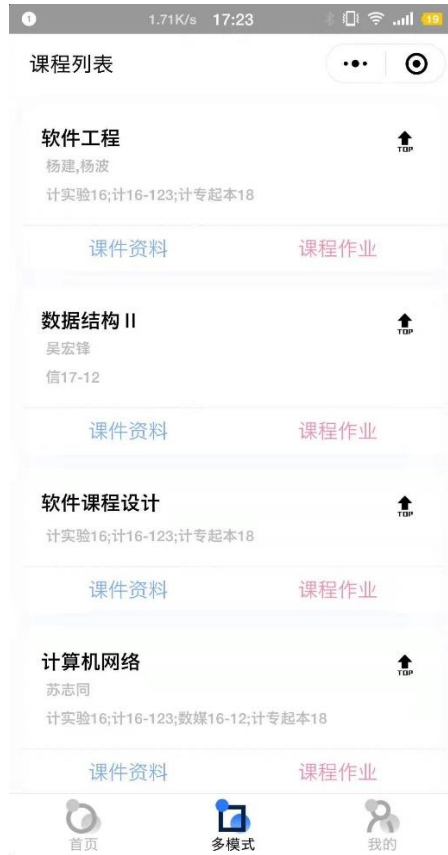 1
1.71K/s 17:23
19
课程列表
软件工程
TOP
杨建,杨波
计实验16;计16-123;计专起本18
课件资料 课程作业
数据结构 II
TOP
吴宏锋
信17-12
课件资料 课程作业
软件课程设计
TOP
计实验16;计16-123;计专起本18
课件资料 课程作业
计算机网络
TOP
苏志同
计实验16;计16-123;数媒16-12;计专起本18
课件资料 课程作业
首页 多模式 我的